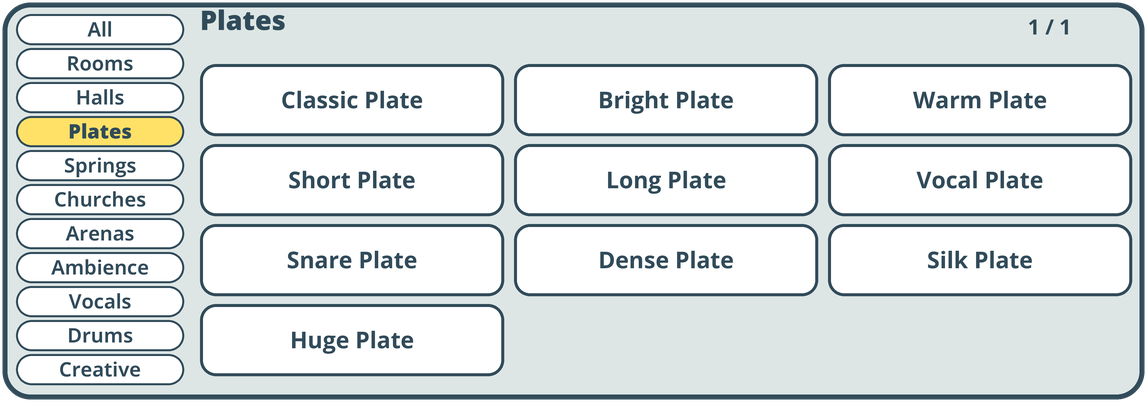 All
Rooms
Halls
Plates
Springs
Churches
Arenas
Ambience
Vocals
Drums
Creative
Plates
1 / 1
Classic Plate
Bright Plate
Warm Plate
Short Plate
Long Plate
Vocal Plate
Snare Plate
Dense Plate
Silk Plate
Huge Plate